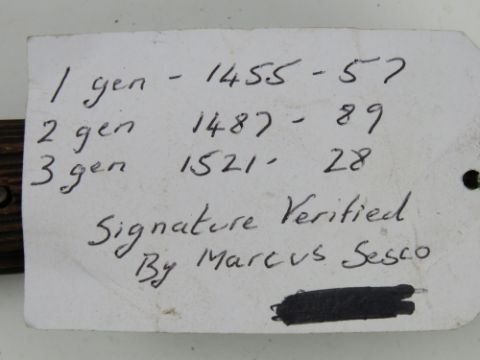 1 gen - 1455 - 57
2 gen 1487 - 89
3 gen 1521 - 28
Signature Verified
By Marcus Sesco